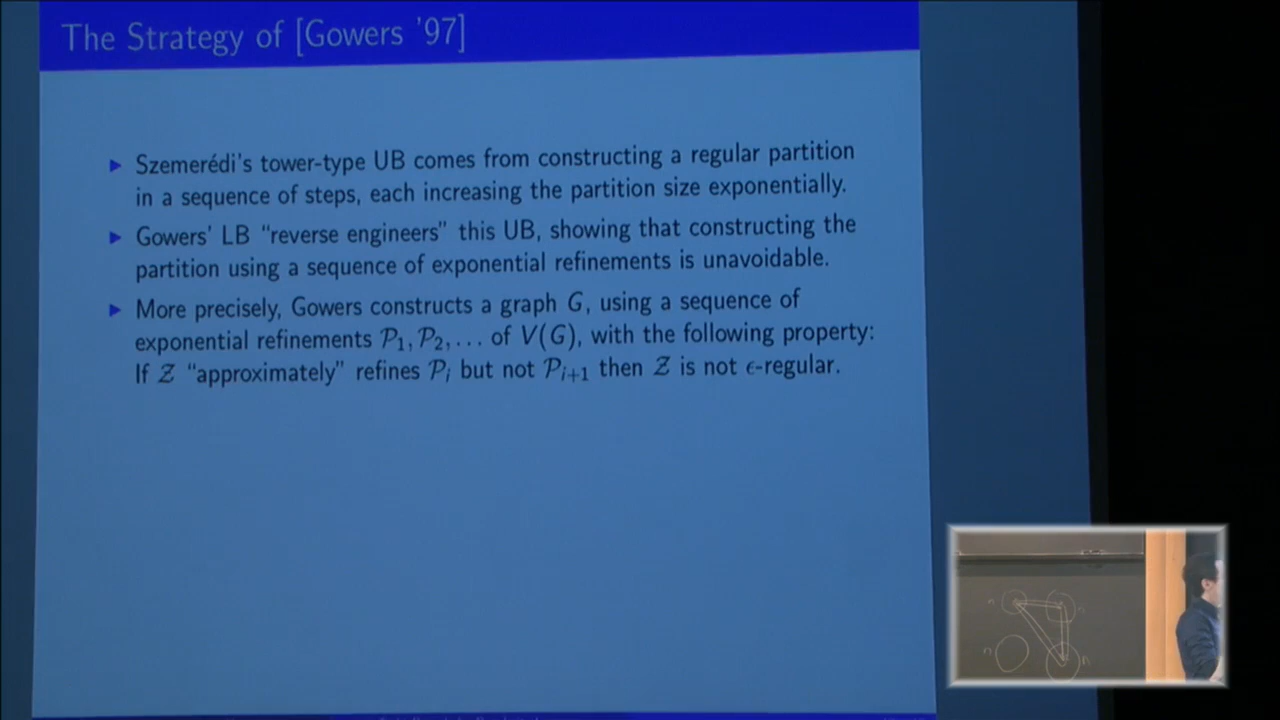 The Strategy of [Gowers '97]
▶ Szemerédi's tower-type UB comes from constructing a regular partition
in a sequence of steps, each increasing the partition size exponentially.
▶ Gowers' LB "reverse engineers" this UB, showing that constructing the
partition using a sequence of exponential refinements is unavoidable.
▶ More precisely, Gowers constructs a graph G, using a sequence of
exponential refinements 𝒫₁, 𝒫₂, ... of V(G), with the following property:
If 𝒵 "approximately" refines 𝒫ᵢ but not 𝒫ᵢ₊₁ then 𝒵 is not ϵ-regular.
n
n
n